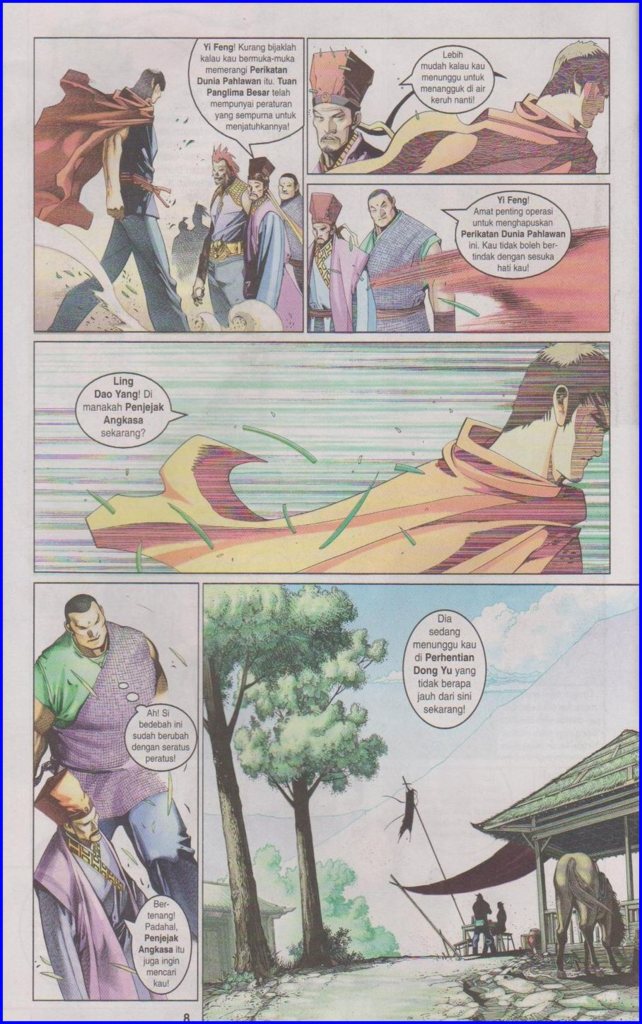 Yi Feng! Kurang bijaklah
kalau kau bermuka-muka
memerangi Perikatan
Dunia Pahlawan itu. Tuan
Panglima Besar telah
mempunyai peraturan
yang sempurna untuk
menjatuhkannya!
Lebih
mudah kalau kau
menunggu untuk
menangguk di air
keruh nanti!
Yi Feng!
Amat penting operasi
untuk menghapuskan
Perikatan Dunia Pahlawan
ini. Kau tidak boleh ber-
tindak dengan sesuka
hati kau!
Ling
Dao Yang! Di
manakah Penjejak
Angkasa
sekarang?
Ah! Si
bedebah ini
sudah berubah
dengan seratus
peratus!
Ber-
tenang!
Padahal,
Penjejak
Angkasa itu
juga ingin
mencari
kau!
Dia
sedang
menunggu kau
di Perhentian
Dong Yu yang
tidak berapa
jauh dari sini
sekarang!
8